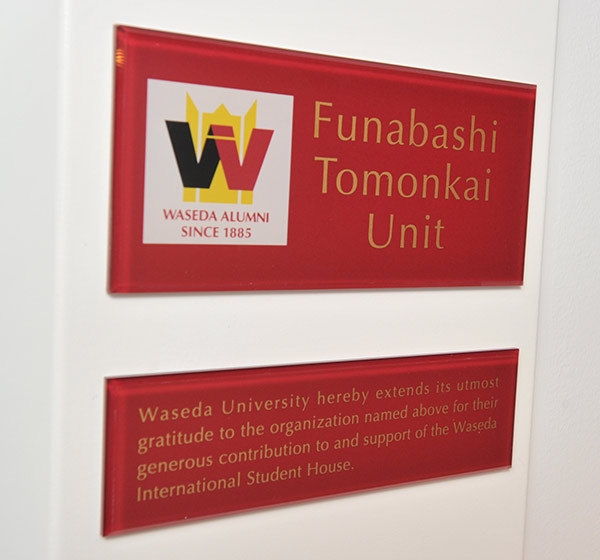 WASEDA ALUMNI
SINCE 1885
Funabashi
Tomonkai
Unit
Waseda University hereby extends its utmost
gratitude to the organization named above for their
generous contribution to and support of the Waseda
International Student House.